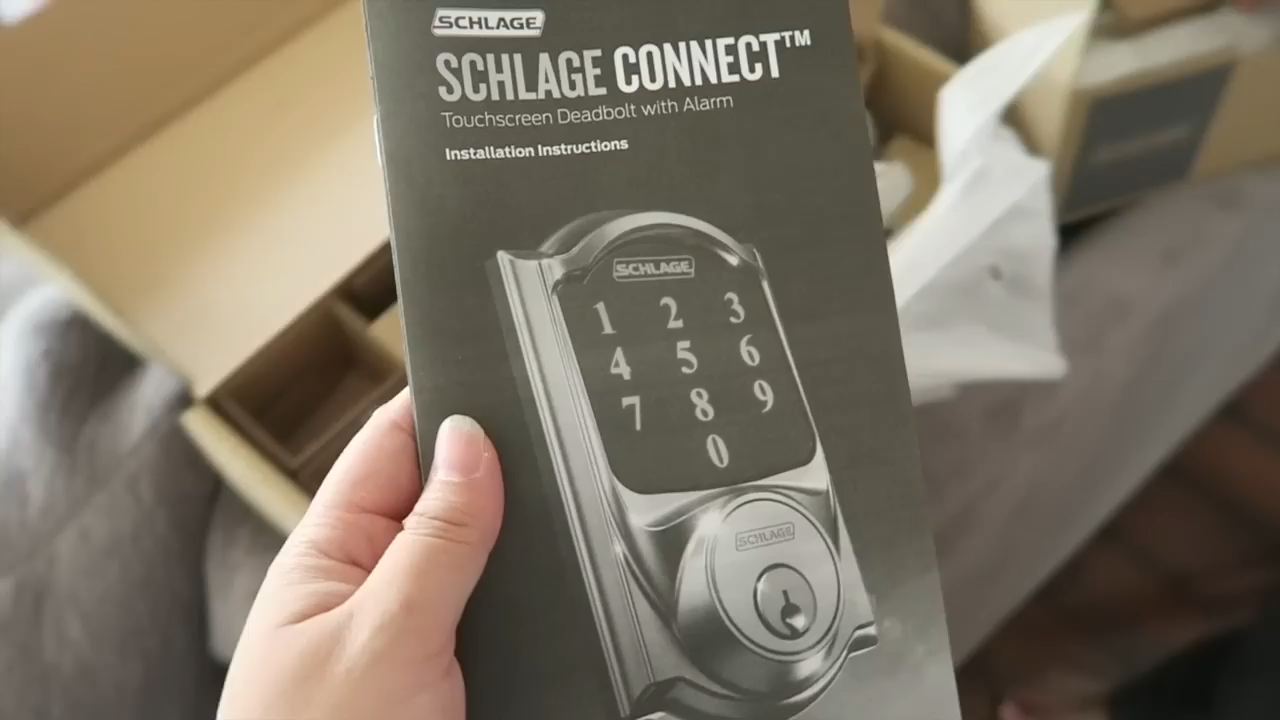 SCHLAGE
SCHLAGE CONNECT™
Touchscreen Deadbolt with Alarm
Installation Instructions
SCHLAGE
1 2 3
4 5 6
7 8 9
0
SCHLAGE